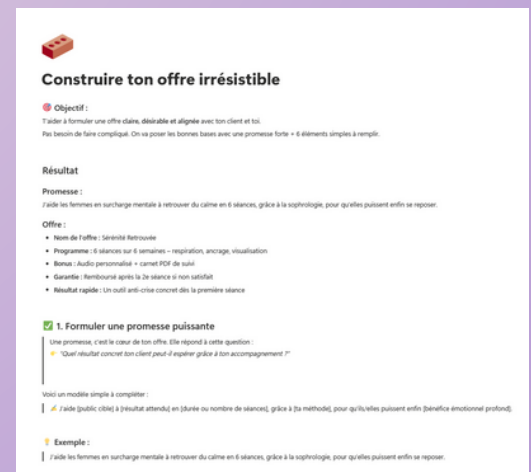 Construire ton offre irrésistible
🎯 Objectif :
T'aider à formuler une offre claire, désirable et alignée avec ton client et toi.
Pas besoin de faire compliqué. On va poser les bonnes bases avec une promesse forte + 6 éléments simples à remplir.
Résultat
Promesse :
J'aide les femmes en surcharge mentale à retrouver du calme en 6 séances, grâce à la sophrologie, pour qu'elles puissent enfin se reposer.
Offre :
• Nom de l'offre : Sérénité Retrouvée
• Programme : 6 séances sur 6 semaines – respiration, ancrage, visualisation
• Bonus : Audio personnalisé + carnet PDF de suivi
• Garantie : Remboursé après la 2e séance si non satisfait
• Résultat rapide : Un outil anti-crise concret dès la première séance
✅ 1. Formuler une promesse puissante
Une promesse, c'est le cœur de ton offre. Elle répond à cette question :
👉 "Quel résultat concret ton client peut-il espérer grâce à ton accompagnement ?"
Voici un modèle simple à compléter :
✍️ J'aide [public cible] à [résultat attendu] en [durée ou nombre de séances], grâce à [ta méthode], pour qu'ils/elles puissent enfin [bénéfice émotionnel profond].
💡 Exemple :
J'aide les femmes en surcharge mentale à retrouver du calme en 6 séances, grâce à la sophrologie, pour qu'elles puissent enfin se reposer.